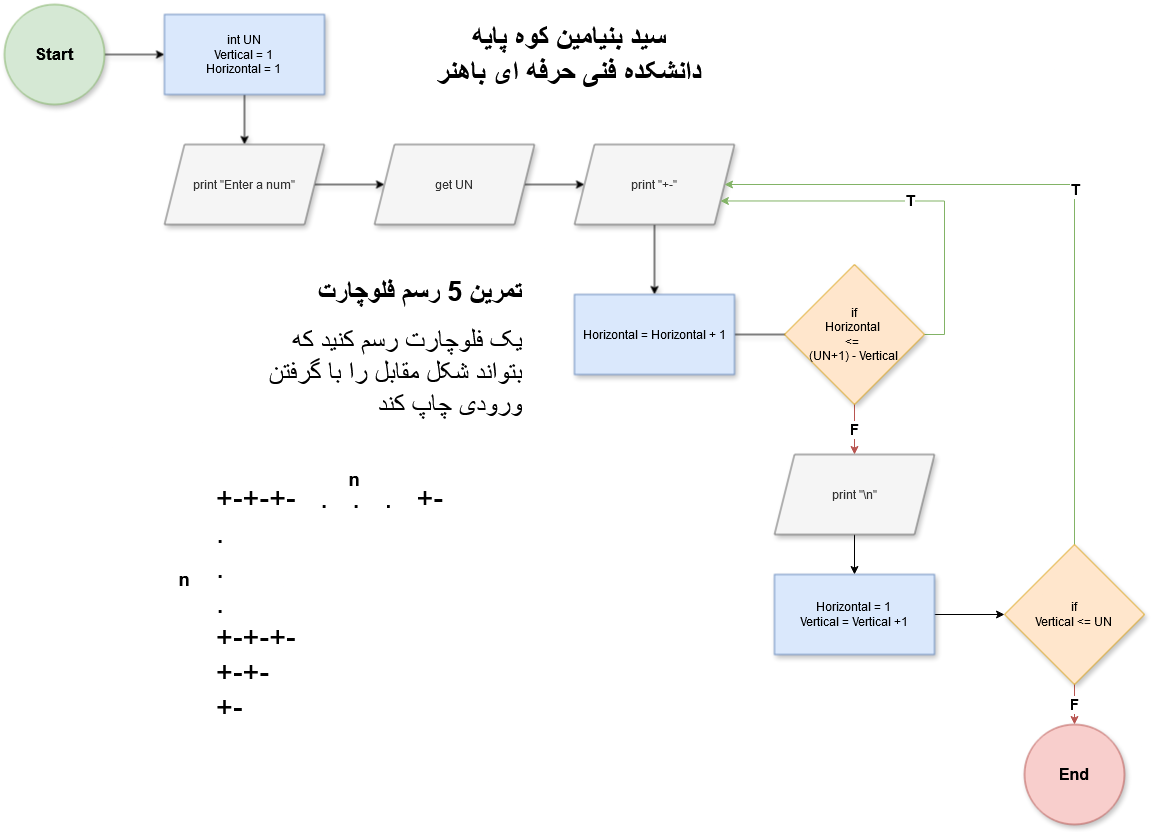 Start
int UN
Vertical = 1
Horizontal = 1
سید بنیامین کوه پایه
دانشکده فنی حرفه ای باهنر
print "Enter a num"
get UN
print "+-"
T
T
Horizontal = Horizontal + 1
if
Horizontal
<=
(UN+1) - Vertical
F
تمرین 5 رسم فلوچارت
یک فلوچارت رسم کنید که
بتواند شکل مقابل را با گرفتن
ورودی چاپ کند
print "\n"
n
+-+-+- . . . +-
.
n
.
.
+-+-+-
+-+-
+-
Horizontal = 1
Vertical = Vertical +1
if
Vertical <= UN
F
End